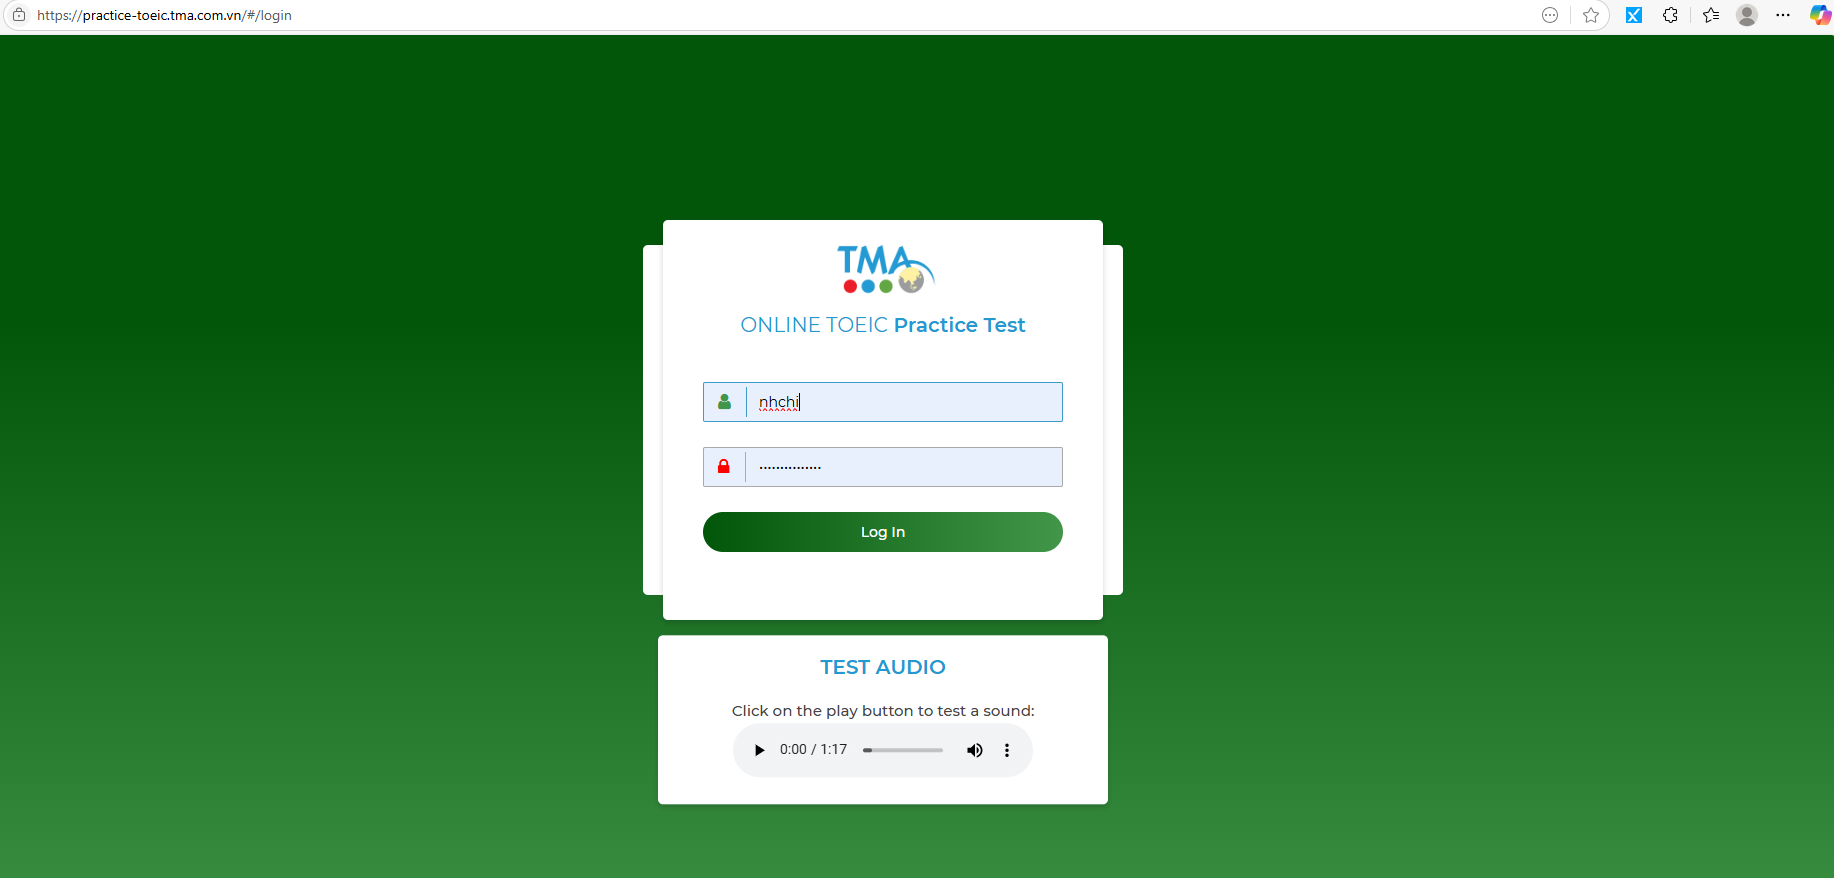 https://practice-toeic.tma.com.vn/#/login
TMA
ONLINE TOEIC Practice Test
nhchi
Log In
TEST AUDIO
Click on the play button to test a sound:
0:00 / 1:17